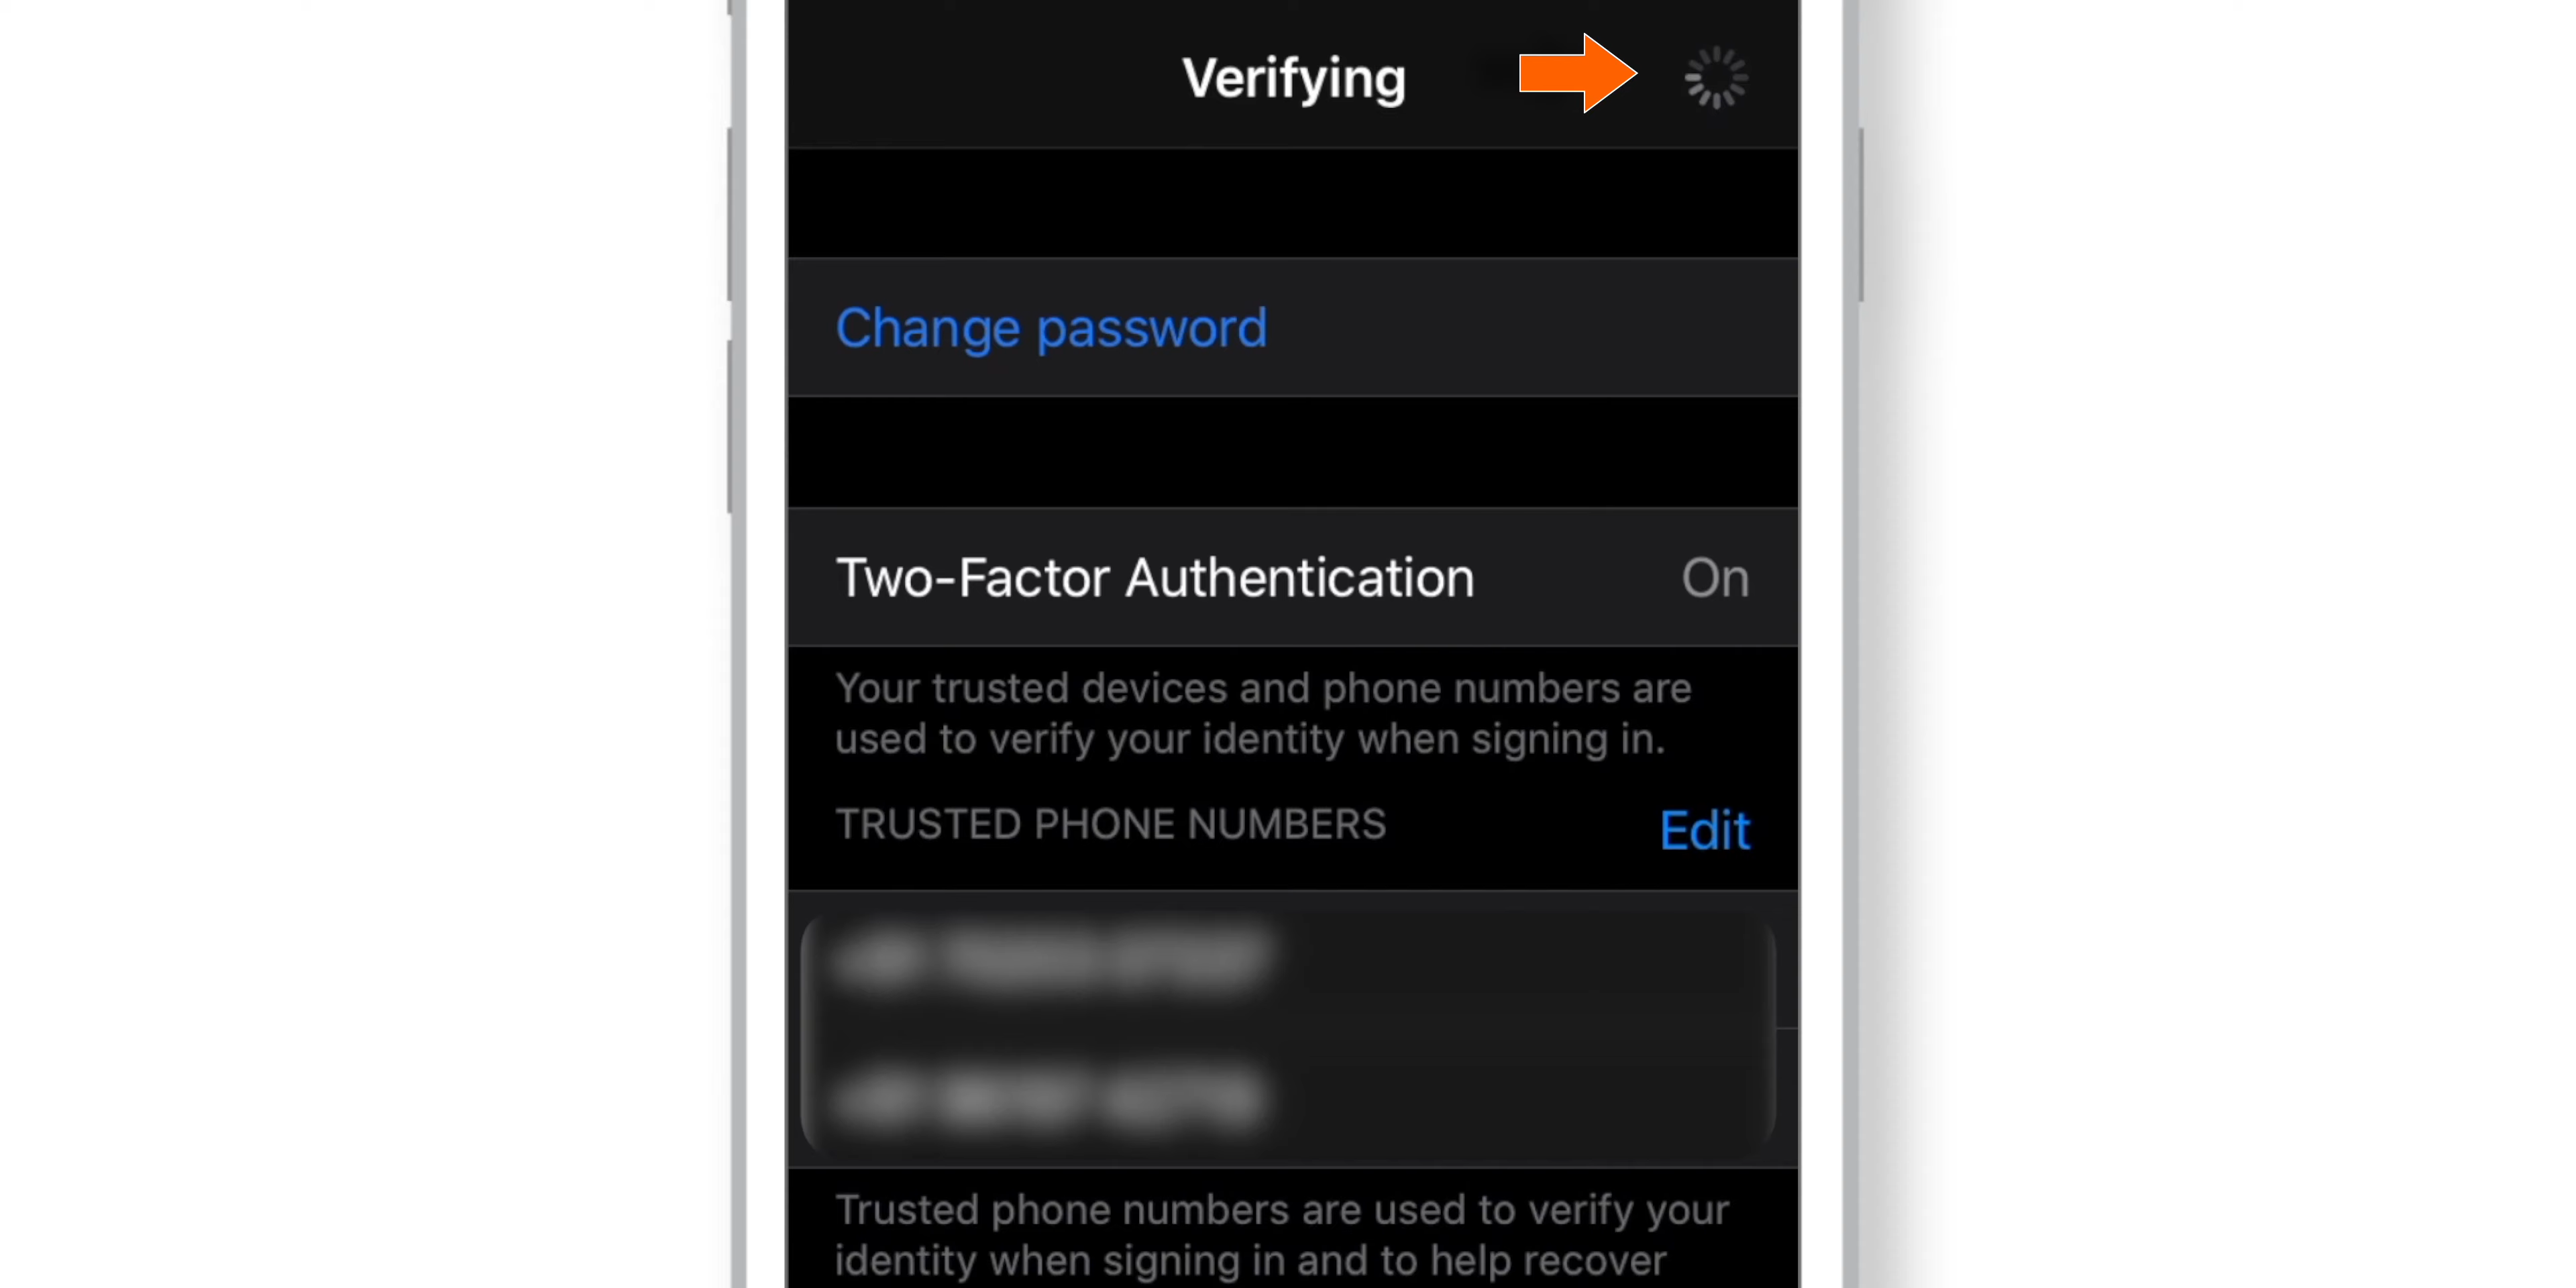 Verifying
Change password
Two-Factor Authentication On
Your trusted devices and phone numbers are
used to verify your identity when signing in.
TRUSTED PHONE NUMBERS Edit
Trusted phone numbers are used to verify your
identity when signing in and to help recover